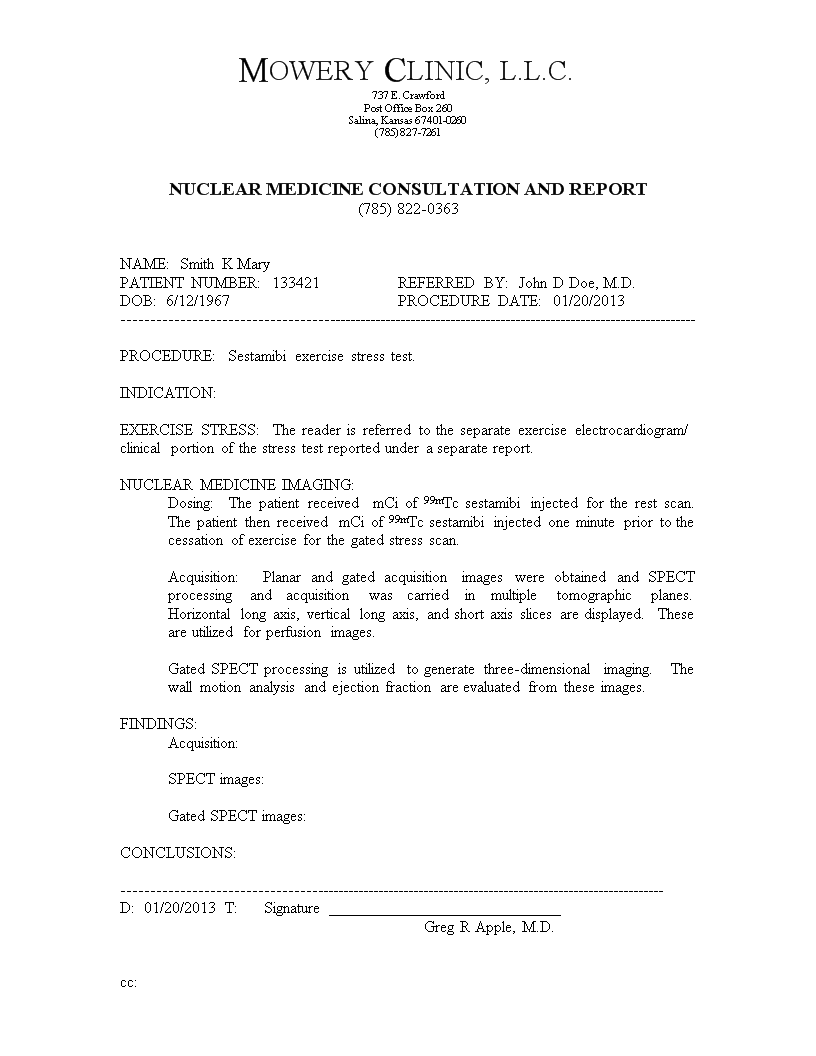 MOWERY CLINIC, L.L.C.
737 E. Crawford
Post Office Box 260
Salina, Kansas 67401-0260
(785)827-7261
NUCLEAR MEDICINE CONSULTATION AND REPORT
(785) 822-0363
NAME: Smith K Mary
PATIENT NUMBER: 133421 REFERRED BY: John D Doe, M.D.
DOB: 6/12/1967 PROCEDURE DATE: 01/20/2013
PROCEDURE: Sestamibi exercise stress test.
INDICATION:
EXERCISE STRESS: The reader is referred to the separate exercise electrocardiogram/
clinical portion of the stress test reported under a separate report.
NUCLEAR MEDICINE IMAGING:
Dosing: The patient received mCi of 99mTc sestamibi injected for the rest scan.
The patient then received mCi of 99mTc sestamibi injected one minute prior to the
cessation of exercise for the gated stress scan.
Acquisition: Planar and gated acquisition images were obtained and SPECT
processing and acquisition was carried in multiple tomographic planes.
Horizontal long axis, vertical long axis, and short axis slices are displayed. These
are utilized for perfusion images.
Gated SPECT processing is utilized to generate three-dimensional imaging. The
wall motion analysis and ejection fraction are evaluated from these images.
FINDINGS:
Acquisition:
SPECT images:
Gated SPECT images:
CONCLUSIONS:
D: 01/20/2013 T: Signature
Greg R Apple, M.D.
cc: